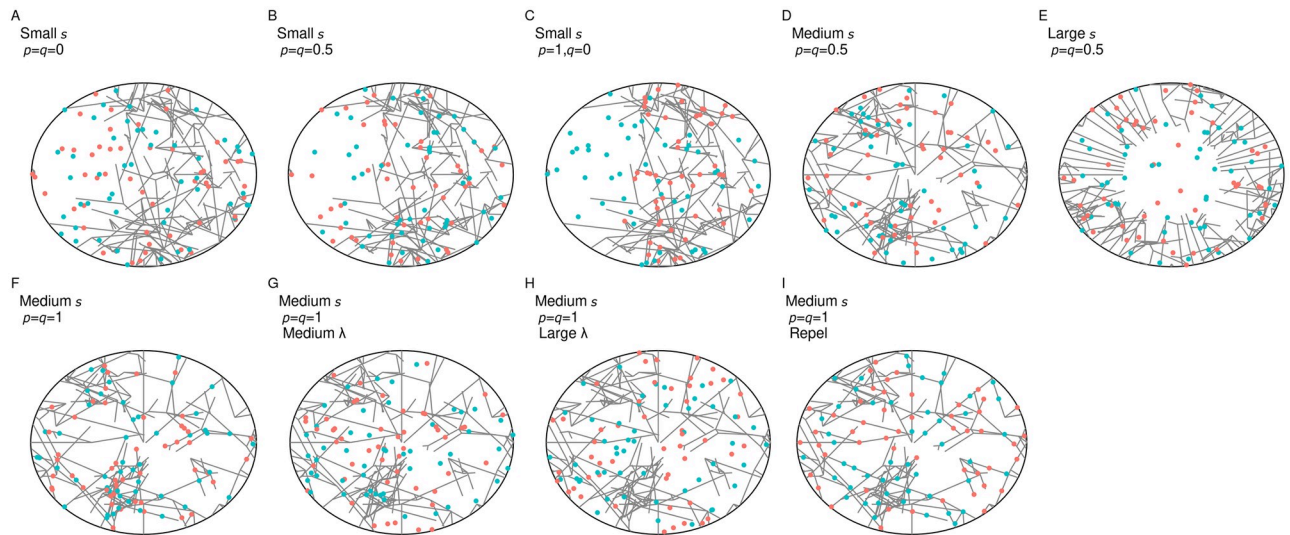 A
Small s
p=q=0
B
Small s
p=q=0.5
C
Small s
p=1,q=0
D
Medium s
p=q=0.5
E
Large s
p=q=0.5
F
Medium s
p=q=1
G
Medium s
p=q=1
Medium λ
H
Medium s
p=q=1
Large λ
I
Medium s
p=q=1
Repel